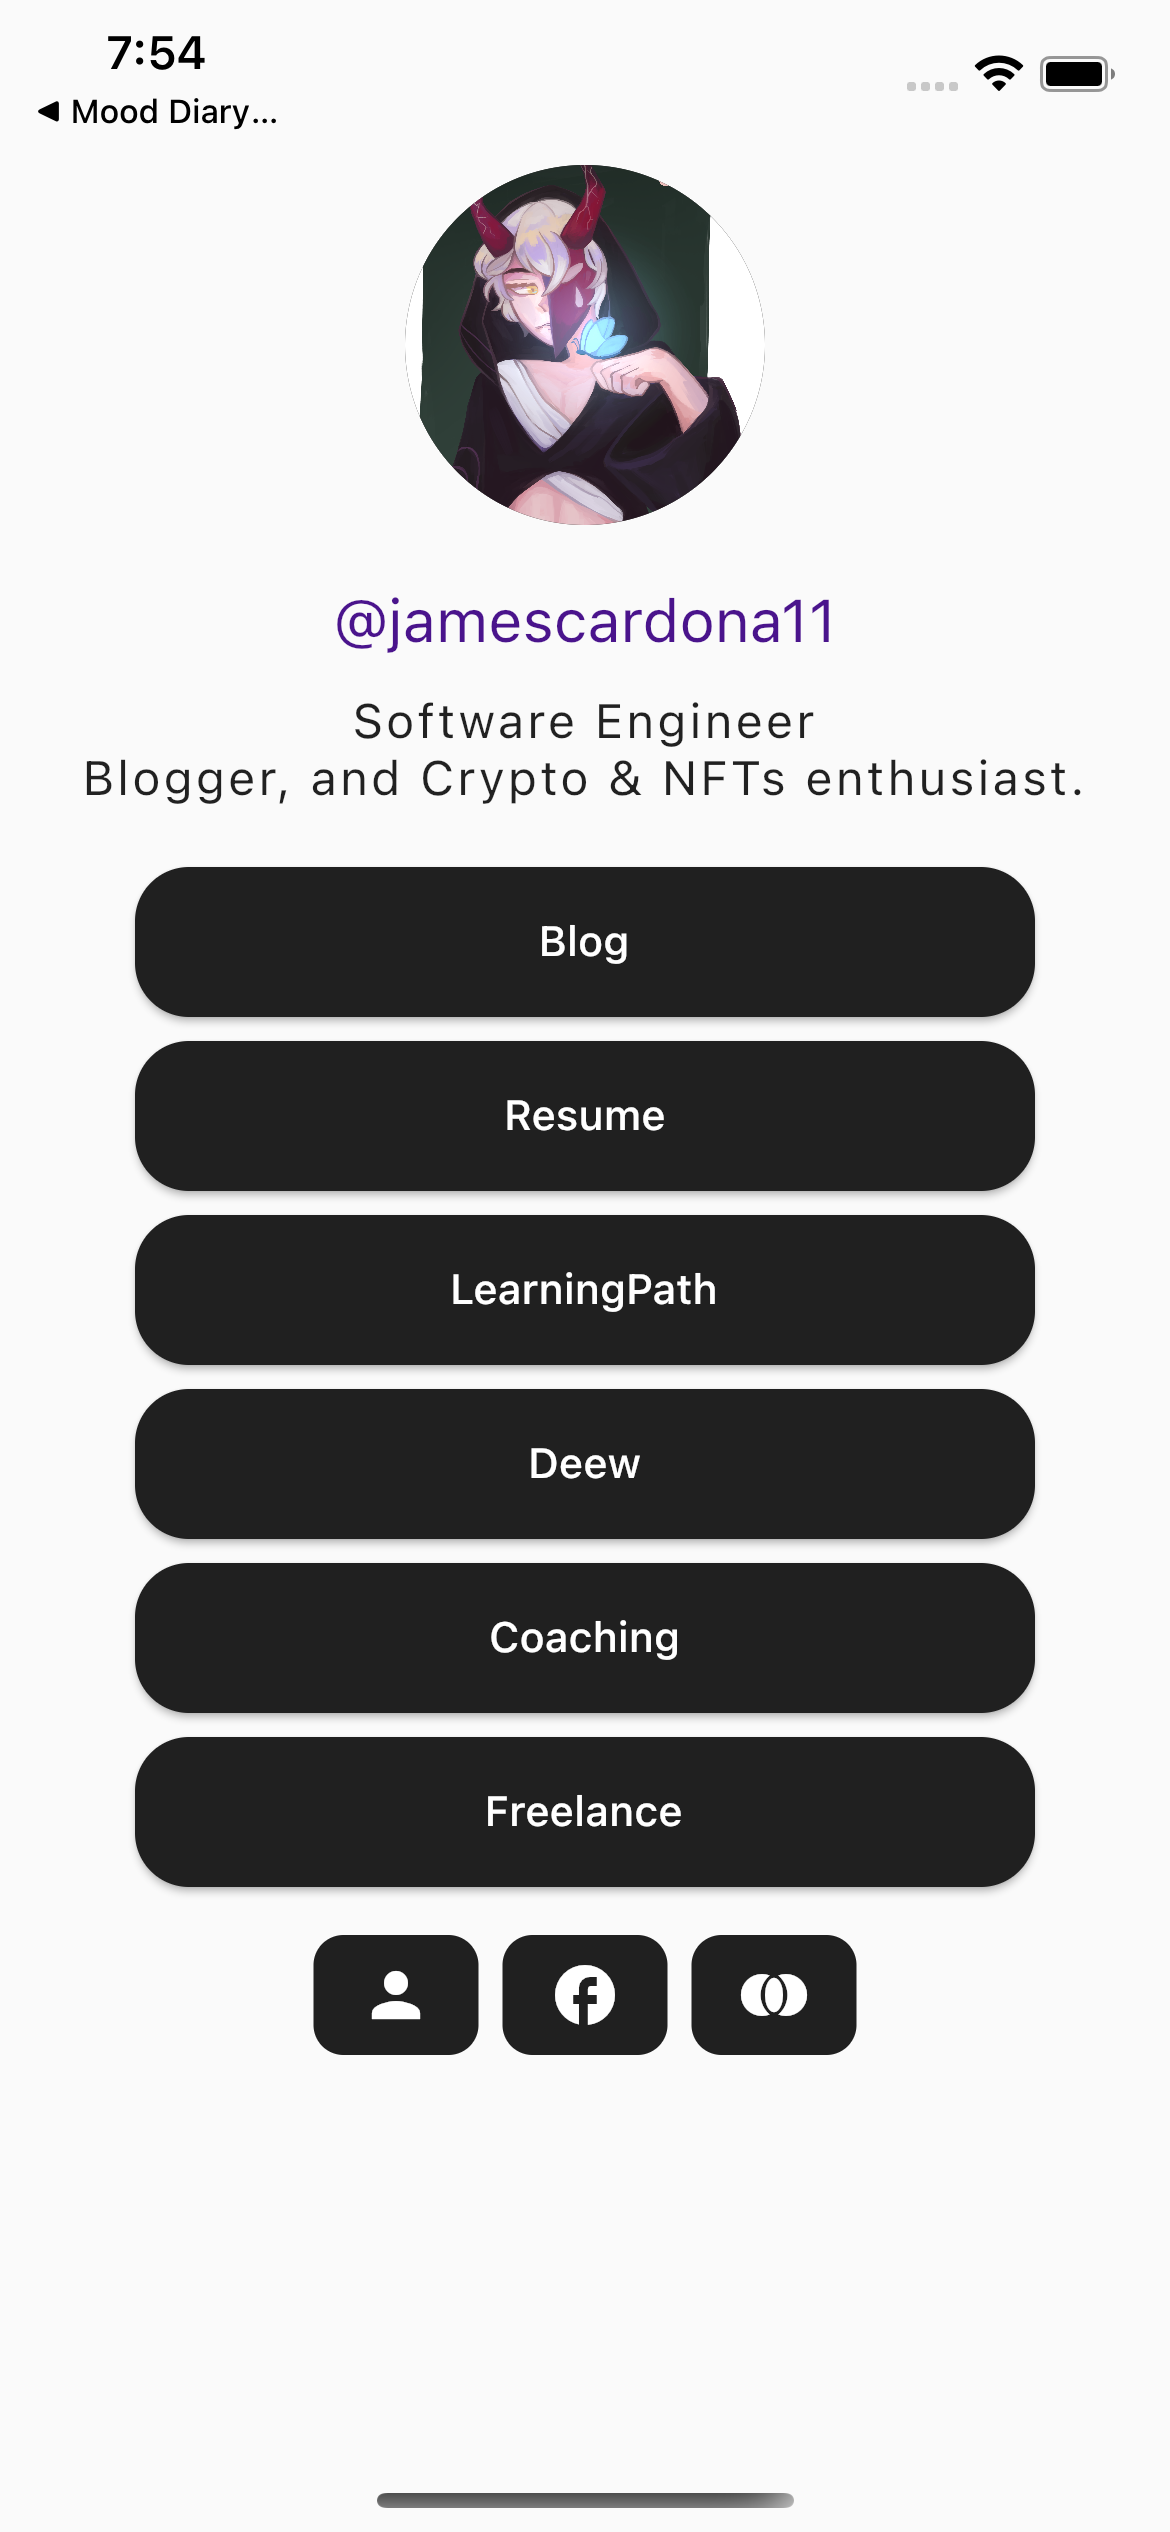 7:54
Mood Diary...
@jamescardona11
Software Engineer
Blogger, and Crypto & NFTs enthusiast.
Blog
Resume
LearningPath
Deew
Coaching
Freelance